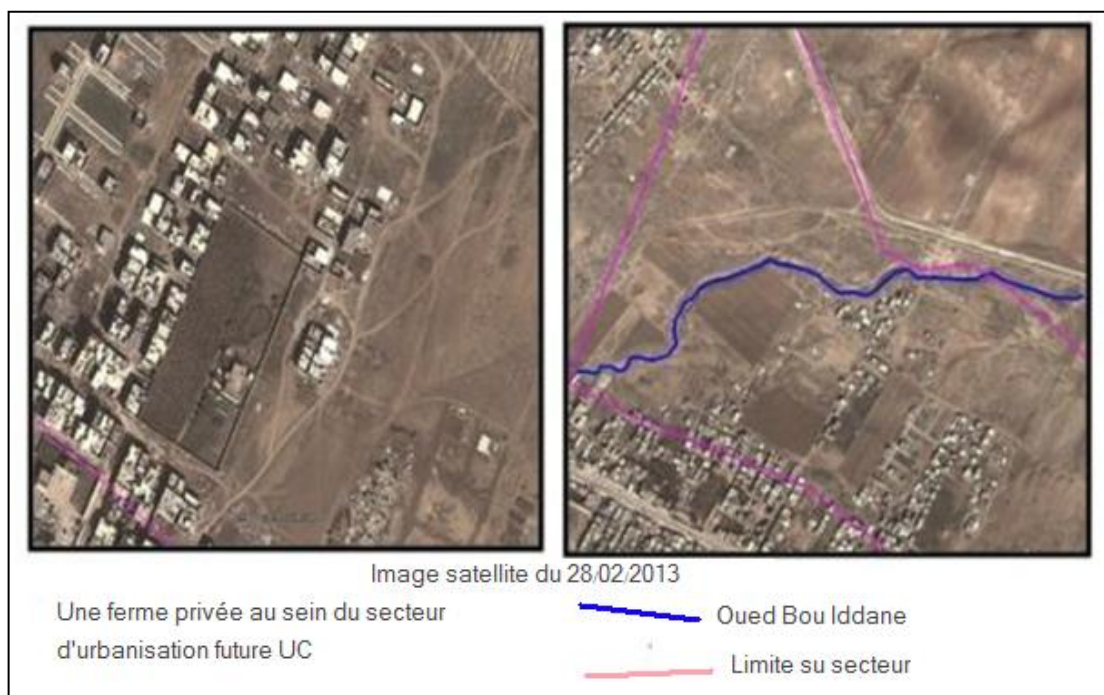 Image satellite du 28/02/2013
Une ferme privée au sein du secteur
d'urbanisation future UC
Oued Bou Iddane
Limite su secteur